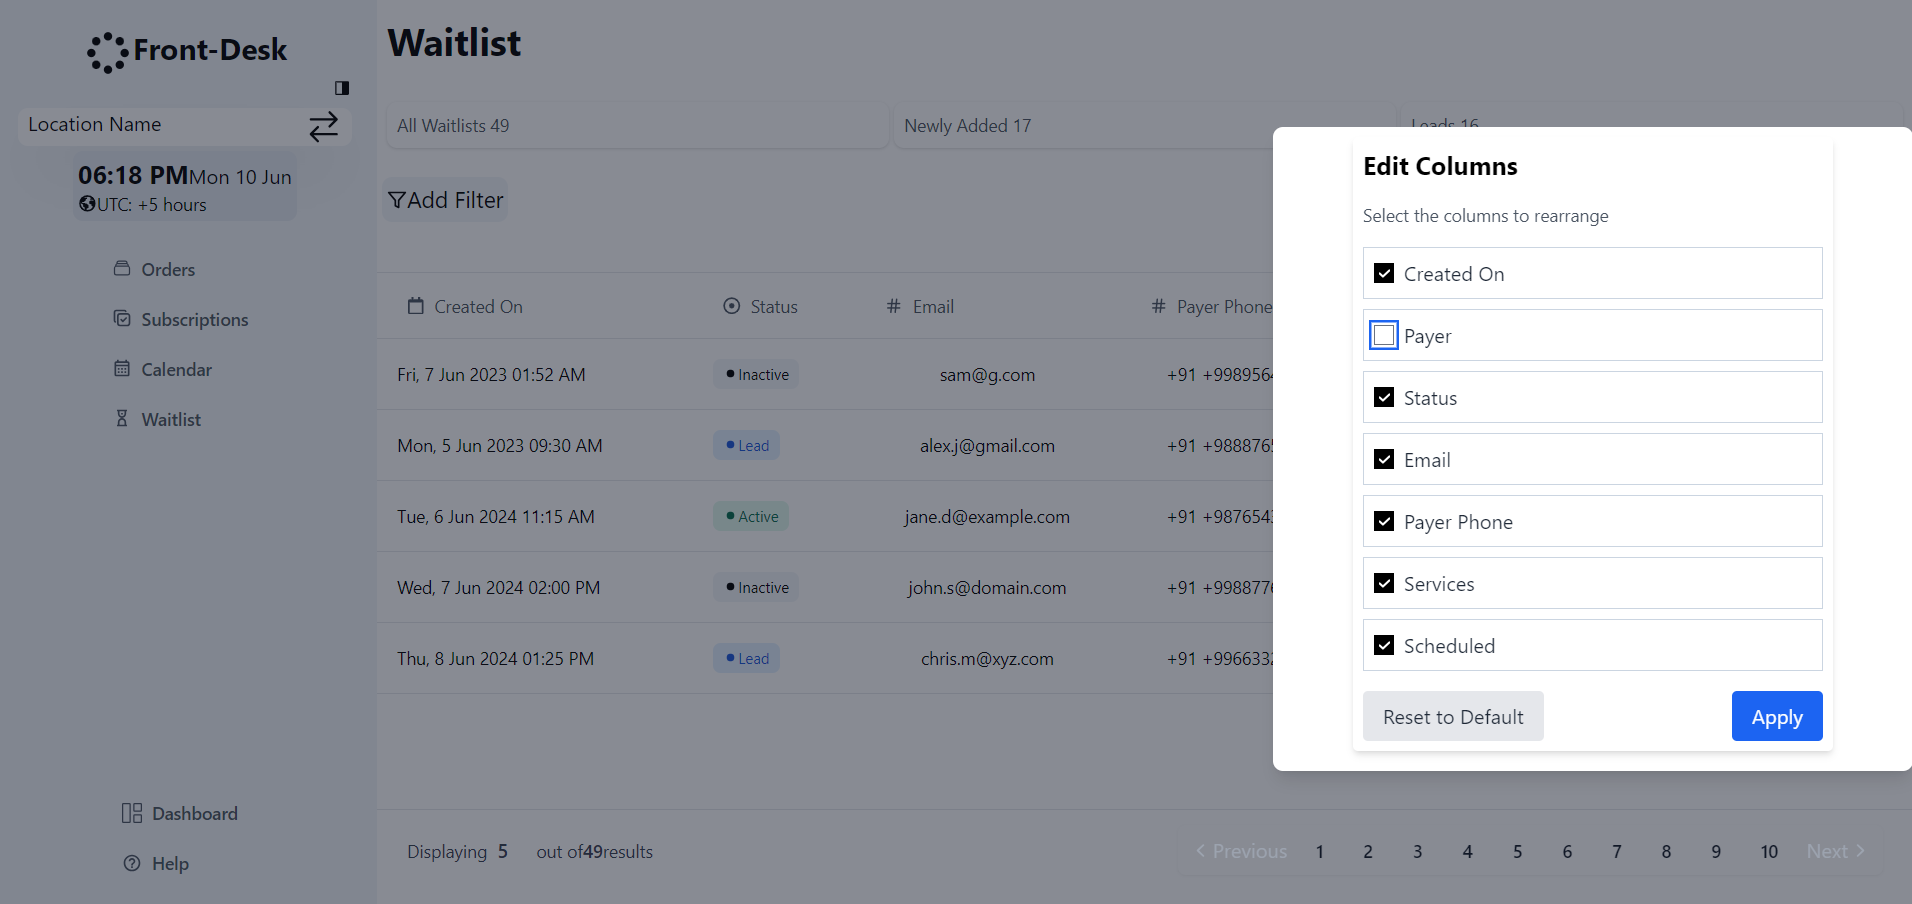 Front-Desk
Location Name
06:18 PM Mon 10 Jun
UTC: +5 hours
Orders
Subscriptions
Calendar
Waitlist
Dashboard
Help
Waitlist
All Waitlists 49
Newly Added 17
Leads 16
Add Filter
Created On Status # Email # Payer Phone
Fri, 7 Jun 2023 01:52 AM Inactive sam@g.com +91 +9989564
Mon, 5 Jun 2023 09:30 AM Lead alex.j@gmail.com +91 +988876
Tue, 6 Jun 2024 11:15 AM Active jane.d@example.com +91 +987654
Wed, 7 Jun 2024 02:00 PM Inactive john.s@domain.com +91 +998877
Thu, 8 Jun 2024 01:25 PM Lead chris.m@xyz.com +91 +996633
Displaying 5 out of49results
Previous 1 2 3 4 5 6 7 8 9 10 Next
Edit Columns
Select the columns to rearrange
Created On
Payer
Status
Email
Payer Phone
Services
Scheduled
Reset to Default
Apply